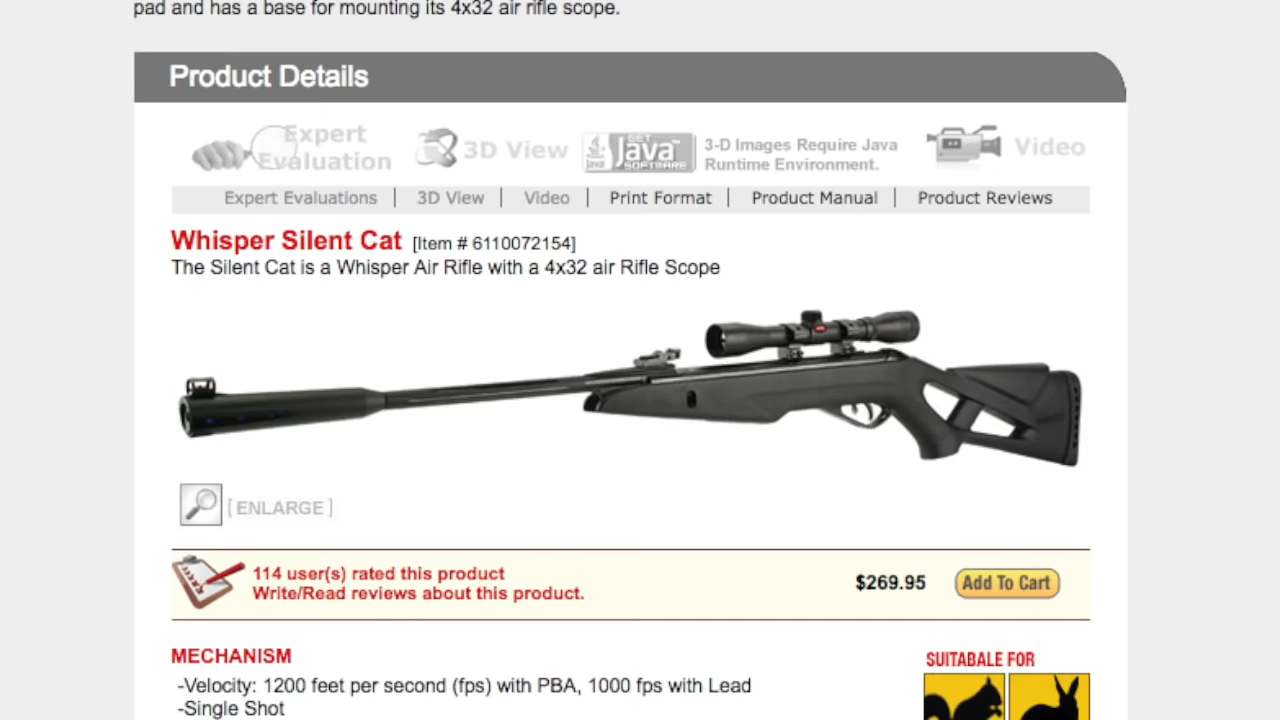 pad and has a base for mounting its 4x32 air rifle scope.
Product Details
Expert
Evaluation
3D View
GET
Java™
SOFTWARE
Java
3-D Images Require Java
Runtime Environment.
Video
Expert Evaluations | 3D View | Video | Print Format | Product Manual | Product Reviews
Whisper Silent Cat [Item # 6110072154]
The Silent Cat is a Whisper Air Rifle with a 4x32 air Rifle Scope
[ ENLARGE ]
114 user(s) rated this product
Write/Read reviews about this product.
$269.95
Add To Cart
MECHANISM
SUITABALE FOR
-Velocity: 1200 feet per second (fps) with PBA, 1000 fps with Lead
-Single Shot